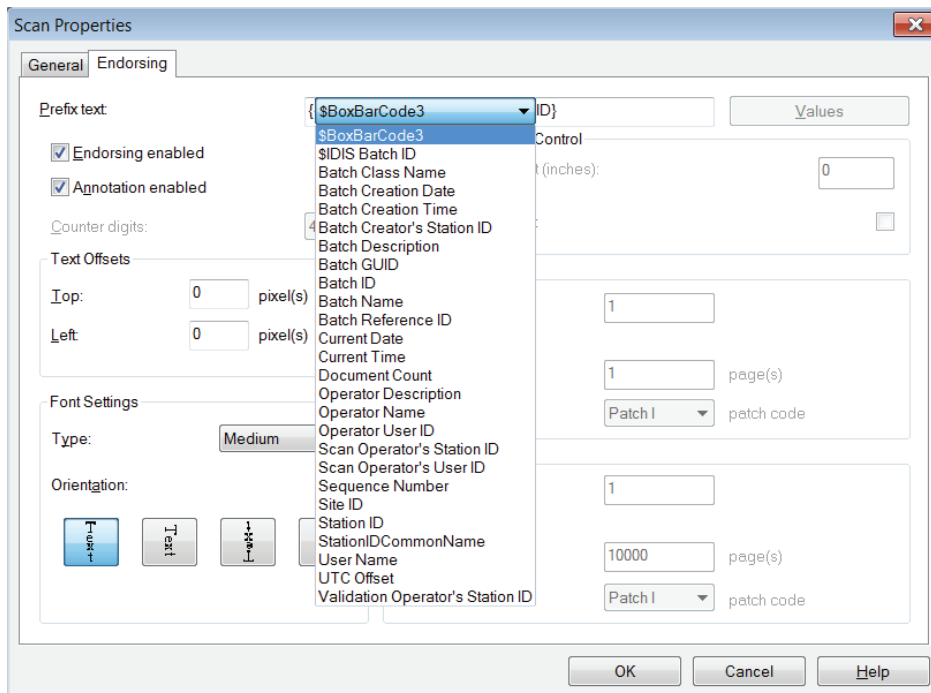 Scan Properties
General Endorsing
Prefix text: { $BoxBarCode3 ID} Values
$BoxBarCode3
Endorsing enabled
$IDIS Batch ID
Control
Batch Class Name
t (inches): 0
Annotation enabled
Batch Creation Date
Batch Creation Time
Counter digits: 4
Batch Creator's Station ID
:
Batch Description
Text Offsets
Batch GUID
Batch ID
Top: 0 pixel(s)
Batch Name
1
Batch Reference ID
Left: 0 pixel(s)
Current Date
Current Time
Document Count
1 page(s)
Operator Description
Font Settings
Operator Name
Patch I patch code
Operator User ID
Type: Medium
Scan Operator's Station ID
Scan Operator's User ID
Orientation:
Sequence Number
1
Site ID
Station ID
Text Text Text
StationIDCommonName
User Name
10000 page(s)
UTC Offset
Validation Operator's Station ID
Patch I patch code
OK Cancel Help